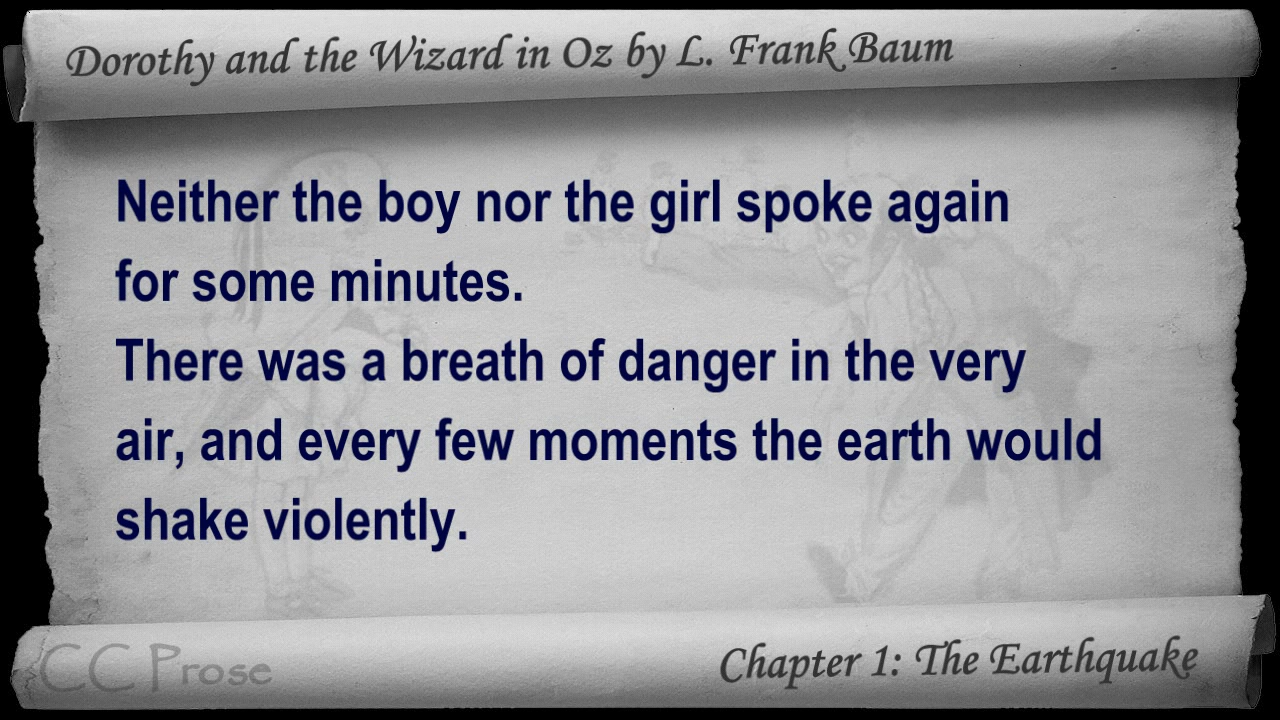 Dorothy and the Wizard in Oz by L. Frank Baum
Neither the boy nor the girl spoke again
for some minutes.
There was a breath of danger in the very
air, and every few moments the earth would
shake violently.
CC Prose
Chapter 1: The Earthquake